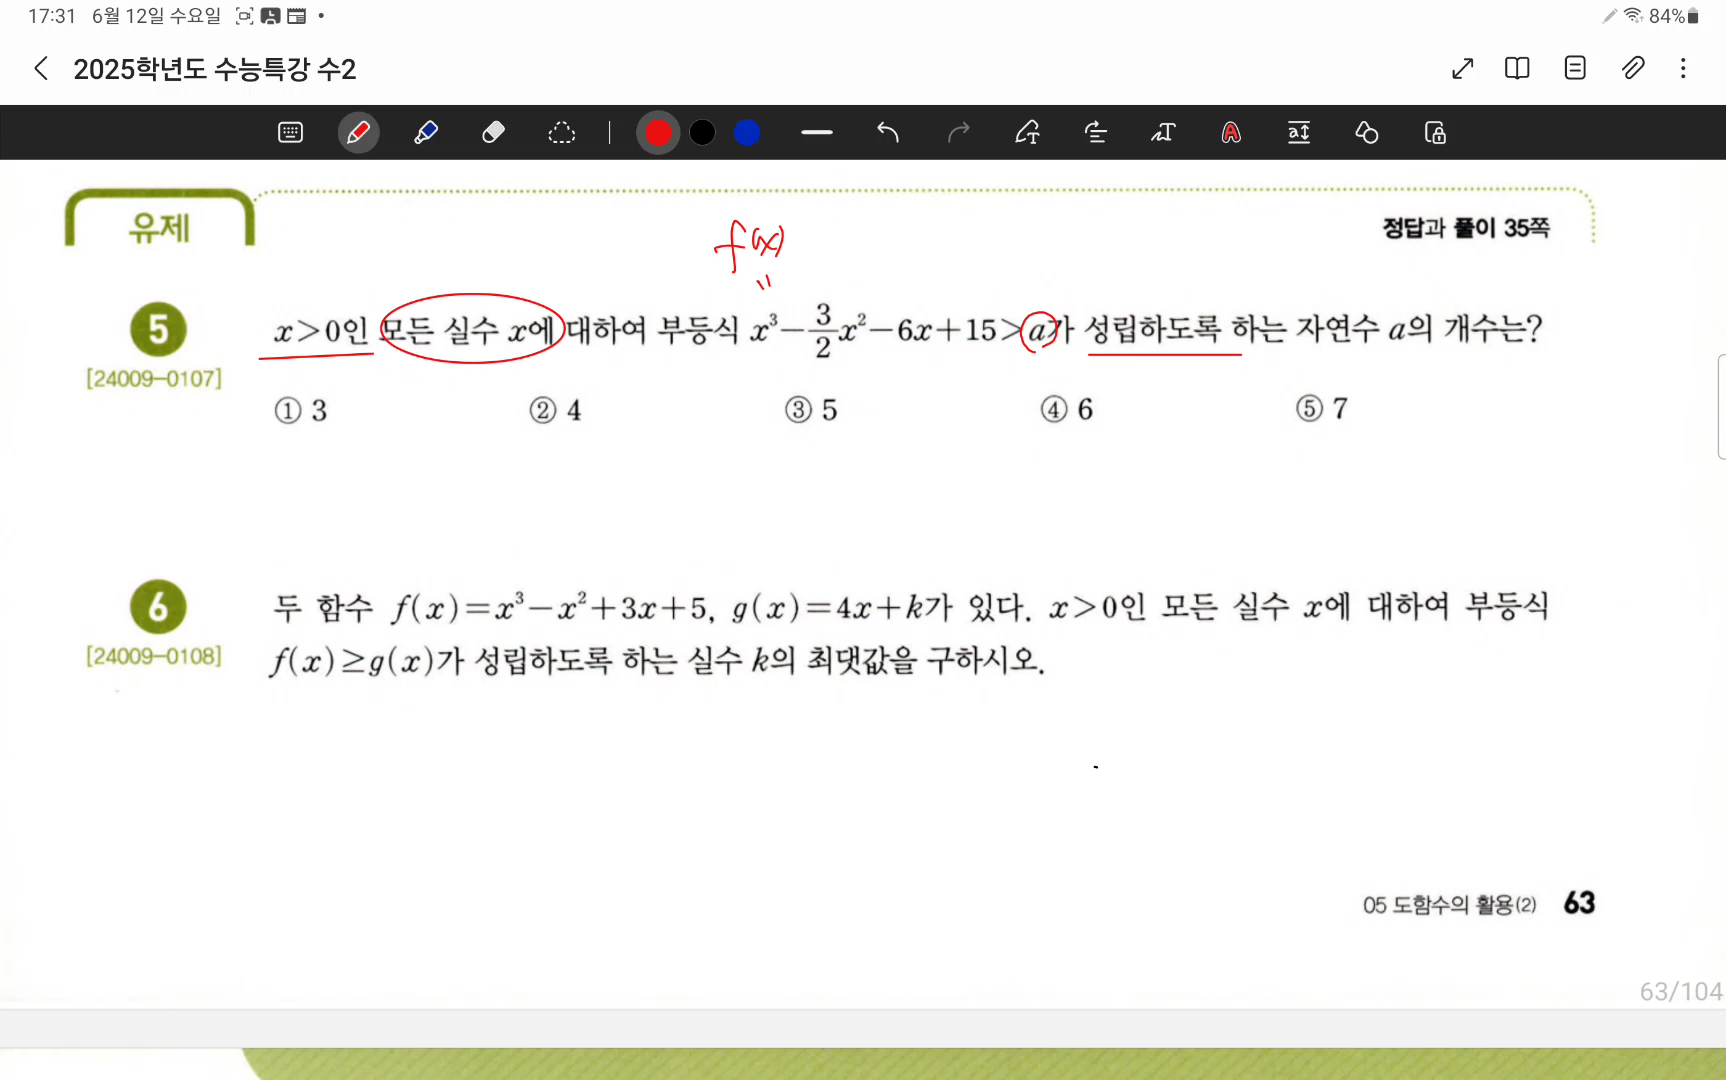 17:31 6월 12일 수요일 84%
2025학년도 수능특강 수2
유제
정답과 풀이 35쪽
f(x)
"
5 x>0인 모든 실수 x에 대하여 부등식 x³-3/2x²-6x+15>a가 성립하도록 하는 자연수 a의 개수는?
[24009-0107]
① 3 ② 4 ③ 5 ④ 6 ⑤ 7
6 두 함수 f(x)=x³-x²+3x+5, g(x)=4x+k가 있다. x>0인 모든 실수 x에 대하여 부등식
[24009-0108] f(x)≥g(x)가 성립하도록 하는 실수 k의 최댓값을 구하시오.
05 도함수의 활용(2) 63
63/104